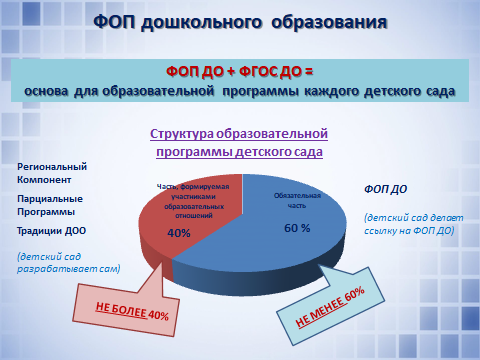 ФОП дошкольного образования
ФОП ДО + ФГОС ДО =
основа для образовательной программы каждого детского сада
Структура образовательной
программы детского сада
Региональный
Компонент
Парциальные
Программы
Традиции ДОО
(детский сад
разрабатывает сам)
Часть, формируемая
участниками
образовательных
отношений
40%
Обязательная
часть
60 %
ФОП ДО
(детский сад делает
ссылку на ФОП ДО)
НЕ БОЛЕЕ 40%
НЕ МЕНЕЕ 60%